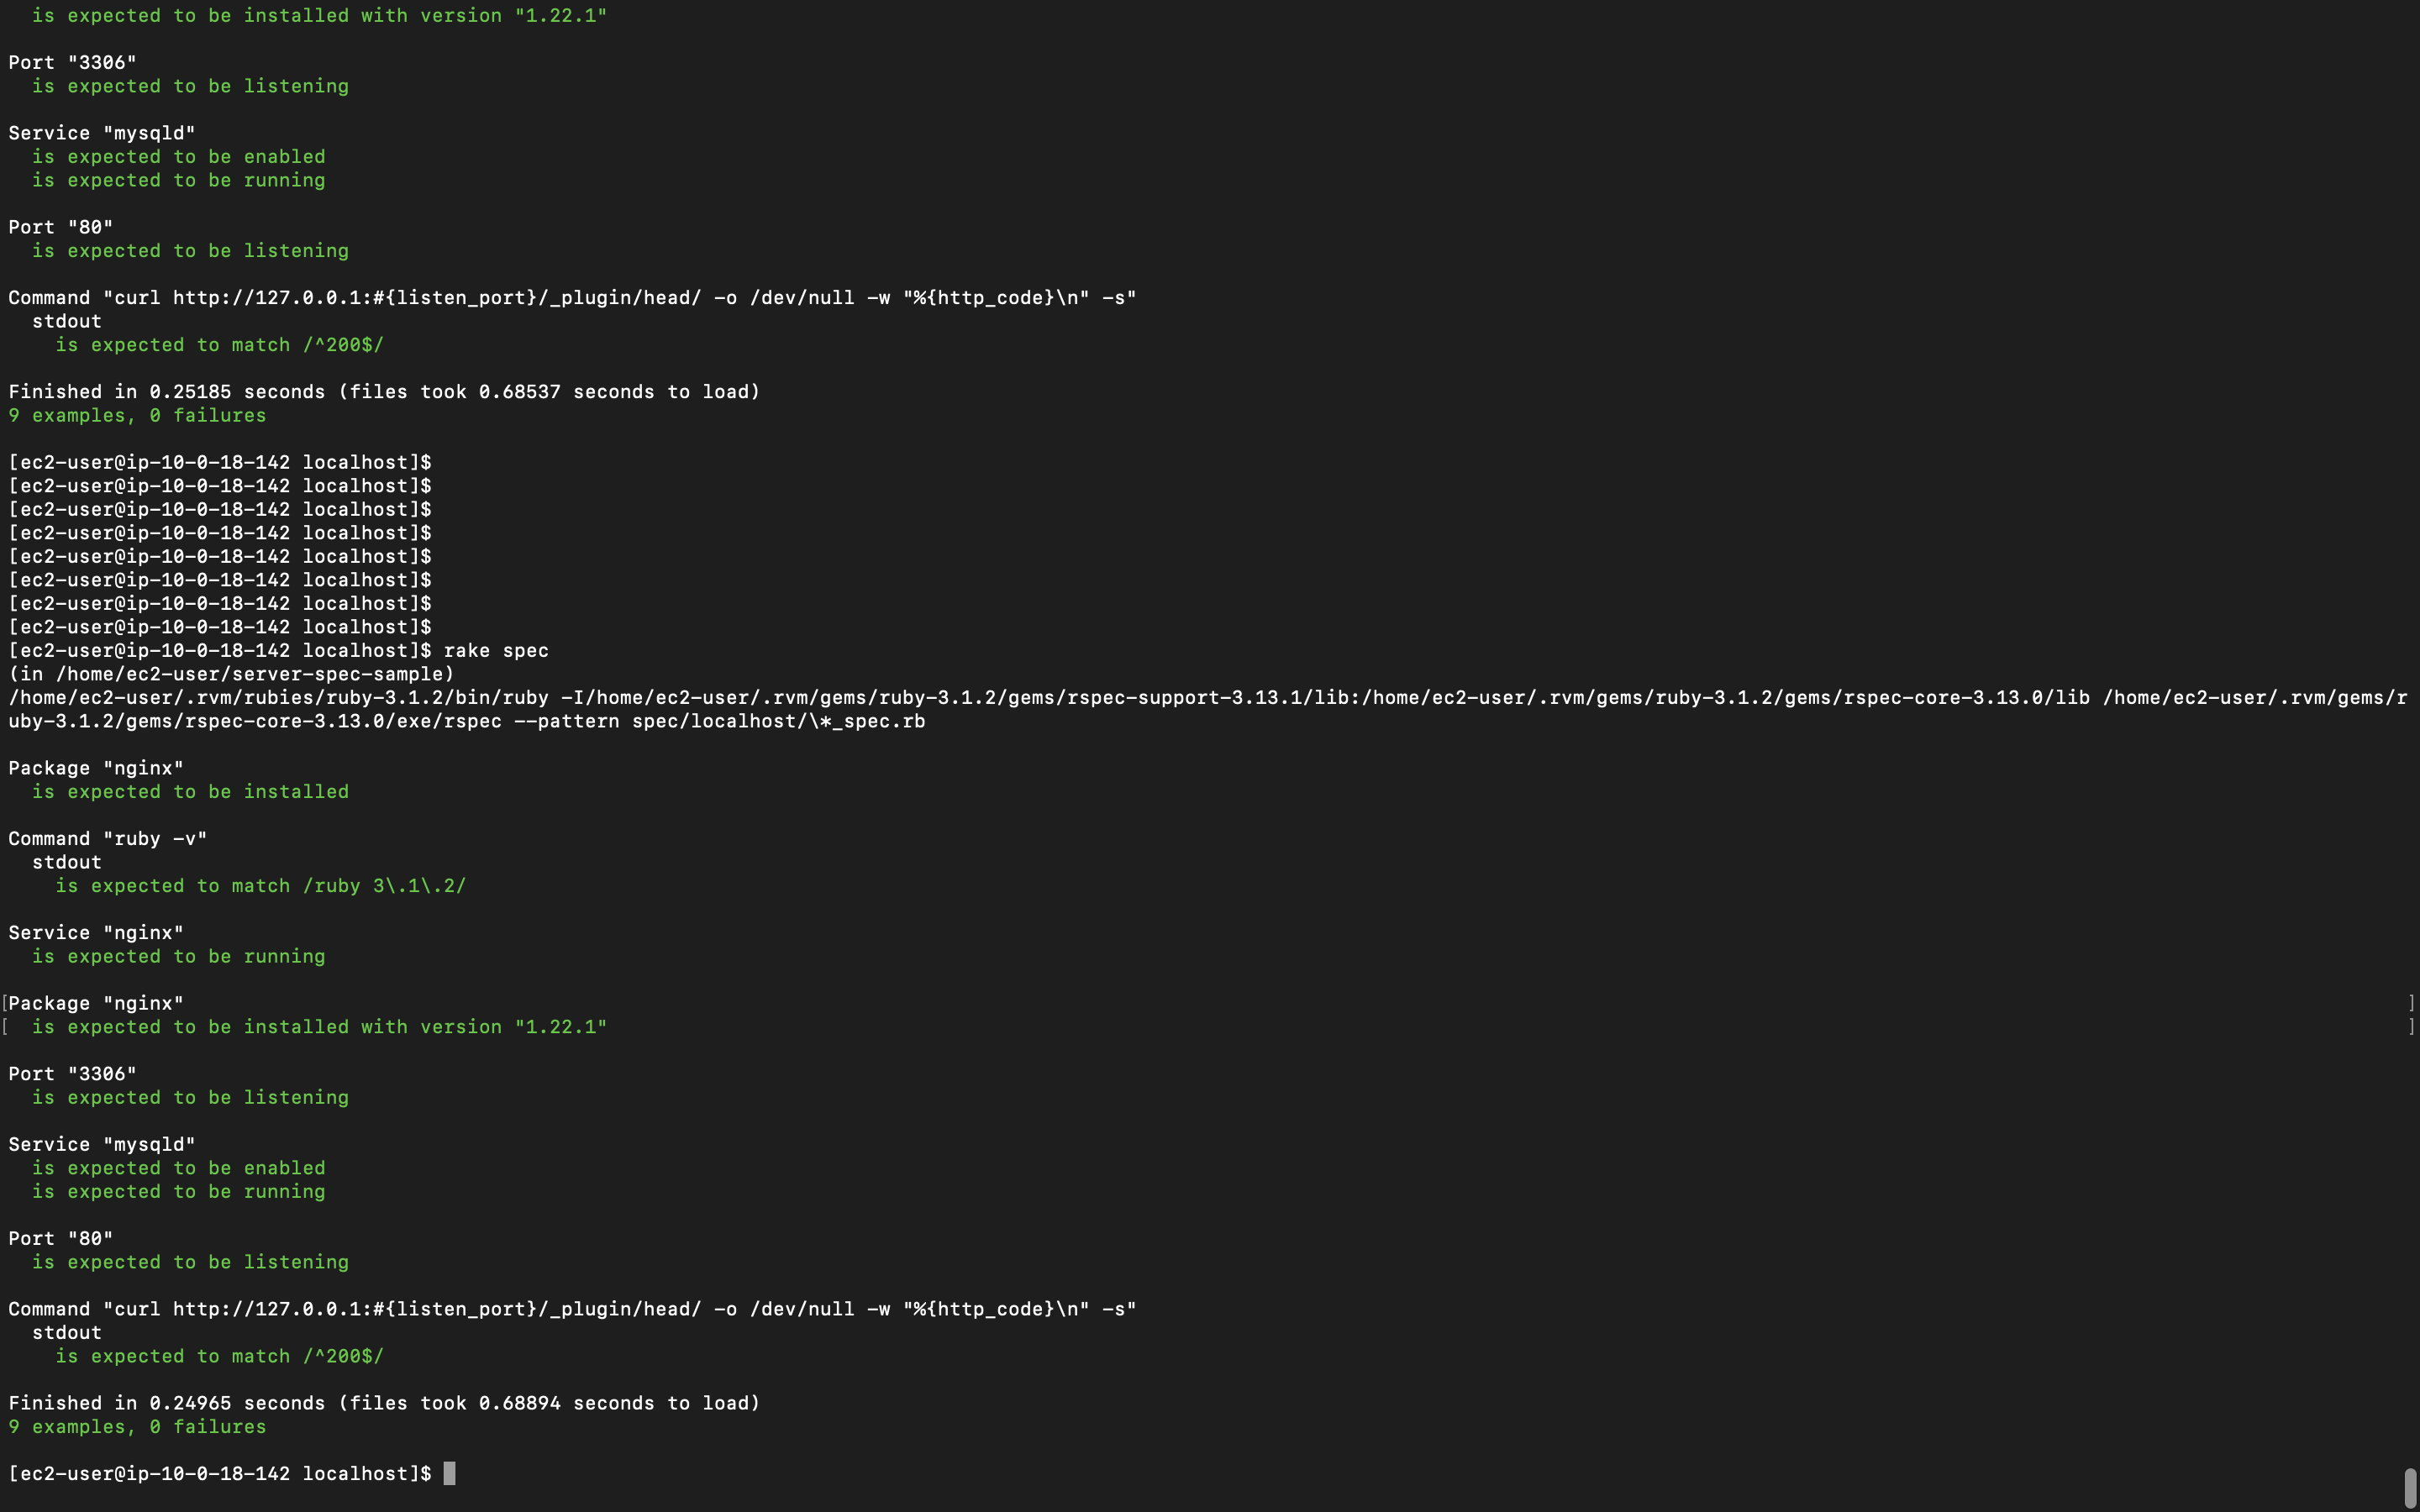 is expected to be installed with version "1.22.1"

Port "3306"
  is expected to be listening

Service "mysqld"
  is expected to be enabled
  is expected to be running

Port "80"
  is expected to be listening

Command "curl http://127.0.0.1:#{listen_port}/_plugin/head/ -o /dev/null -w "%{http_code}\n" -s"
  stdout
    is expected to match /^200$/

Finished in 0.25185 seconds (files took 0.68537 seconds to load)
9 examples, 0 failures

[ec2-user@ip-10-0-18-142 localhost]$
[ec2-user@ip-10-0-18-142 localhost]$
[ec2-user@ip-10-0-18-142 localhost]$
[ec2-user@ip-10-0-18-142 localhost]$
[ec2-user@ip-10-0-18-142 localhost]$
[ec2-user@ip-10-0-18-142 localhost]$
[ec2-user@ip-10-0-18-142 localhost]$
[ec2-user@ip-10-0-18-142 localhost]$
[ec2-user@ip-10-0-18-142 localhost]$ rake spec
(in /home/ec2-user/server-spec-sample)
/home/ec2-user/.rvm/rubies/ruby-3.1.2/bin/ruby -I/home/ec2-user/.rvm/gems/ruby-3.1.2/gems/rspec-support-3.13.1/lib:/home/ec2-user/.rvm/gems/ruby-3.1.2/gems/rspec-core-3.13.0/lib /home/ec2-user/.rvm/gems/r
uby-3.1.2/gems/rspec-core-3.13.0/exe/rspec --pattern spec/localhost/\*_spec.rb

Package "nginx"
  is expected to be installed

Command "ruby -v"
  stdout
    is expected to match /ruby 3\.1\.2/

Service "nginx"
  is expected to be running

[Package "nginx" ]
[  is expected to be installed with version "1.22.1" ]

Port "3306"
  is expected to be listening

Service "mysqld"
  is expected to be enabled
  is expected to be running

Port "80"
  is expected to be listening

Command "curl http://127.0.0.1:#{listen_port}/_plugin/head/ -o /dev/null -w "%{http_code}\n" -s"
  stdout
    is expected to match /^200$/

Finished in 0.24965 seconds (files took 0.68894 seconds to load)
9 examples, 0 failures

[ec2-user@ip-10-0-18-142 localhost]$